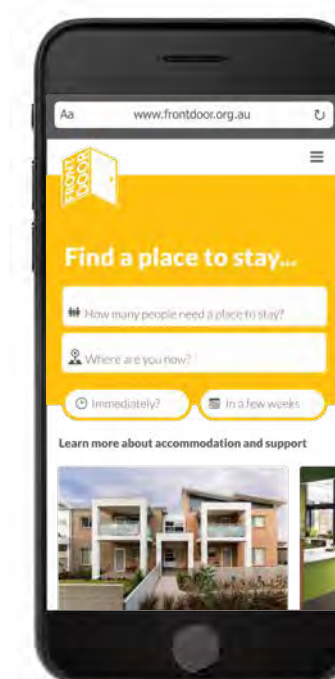 Aa www.frontdoor.org.au
FRONT
DOOR
Find a place to stay...
How many people need a place to stay?
Where are you now?
Immediately? In a few weeks
Learn more about accommodation and support